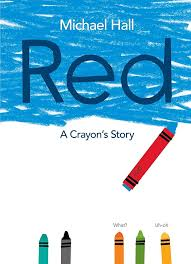 Michael Hall
Red
A Crayon's Story
What? Uh-oh